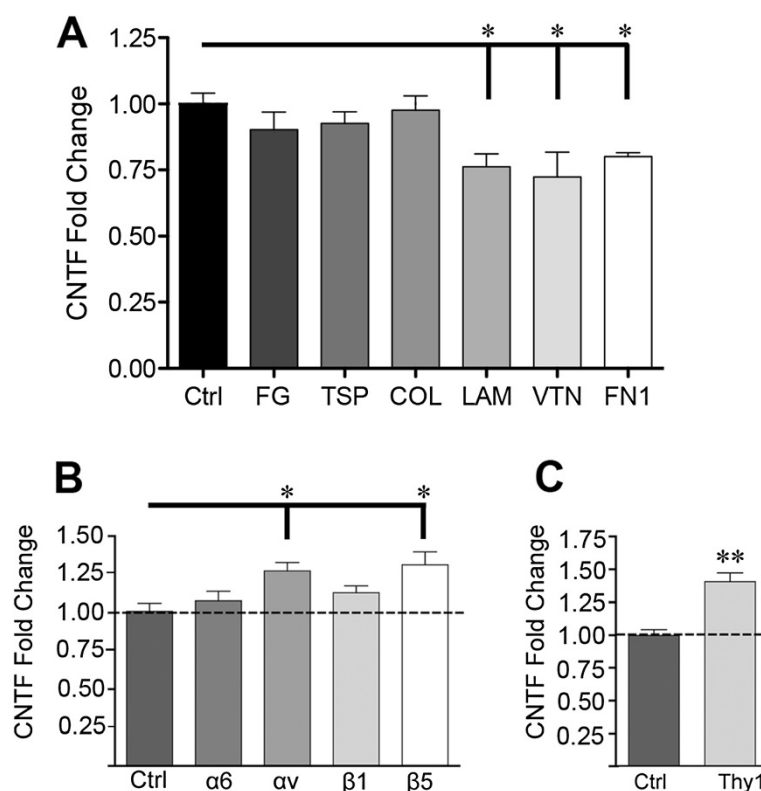 A
CNTF Fold Change
1.25
1.00
0.75
0.50
0.25
0.00
* * *
Ctrl FG TSP COL LAM VTN FN1
B
CNTF Fold Change
1.50
1.25
1.00
0.75
0.50
0.25
* *
Ctrl α6 αv β1 β5
C
CNTF Fold Change
1.75
1.50
1.25
1.00
0.75
0.50
0.25
**
Ctrl Thy1